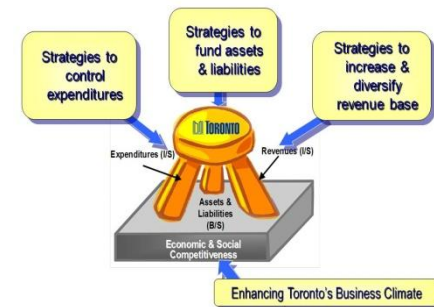 Strategies to
control
expenditures
Strategies to
fund assets
& liabilities
Strategies to
increase &
diversify
revenue base
TORONTO
Expenditures (I/S)
Revenues (I/S)
Assets &
Liabilities
(B/S)
Economic & Social
Competitiveness
Enhancing Toronto's Business Climate